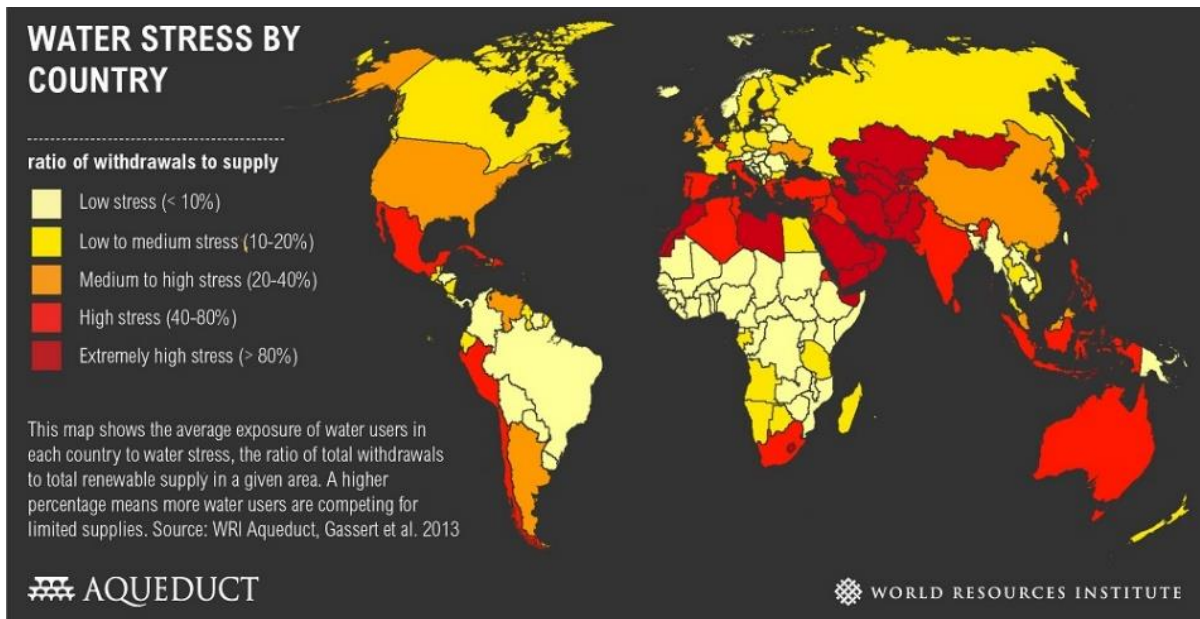 WATER STRESS BY
COUNTRY
ratio of withdrawals to supply
Low stress (< 10%)
Low to medium stress (10-20%)
Medium to high stress (20-40%)
High stress (40-80%)
Extremely high stress (> 80%)
This map shows the average exposure of water users in
each country to water stress, the ratio of total withdrawals
to total renewable supply in a given area. A higher
percentage means more water users are competing for
limited supplies. Source: WRI Aqueduct, Gassert et al. 2013
AQUEDUCT
WORLD RESOURCES INSTITUTE